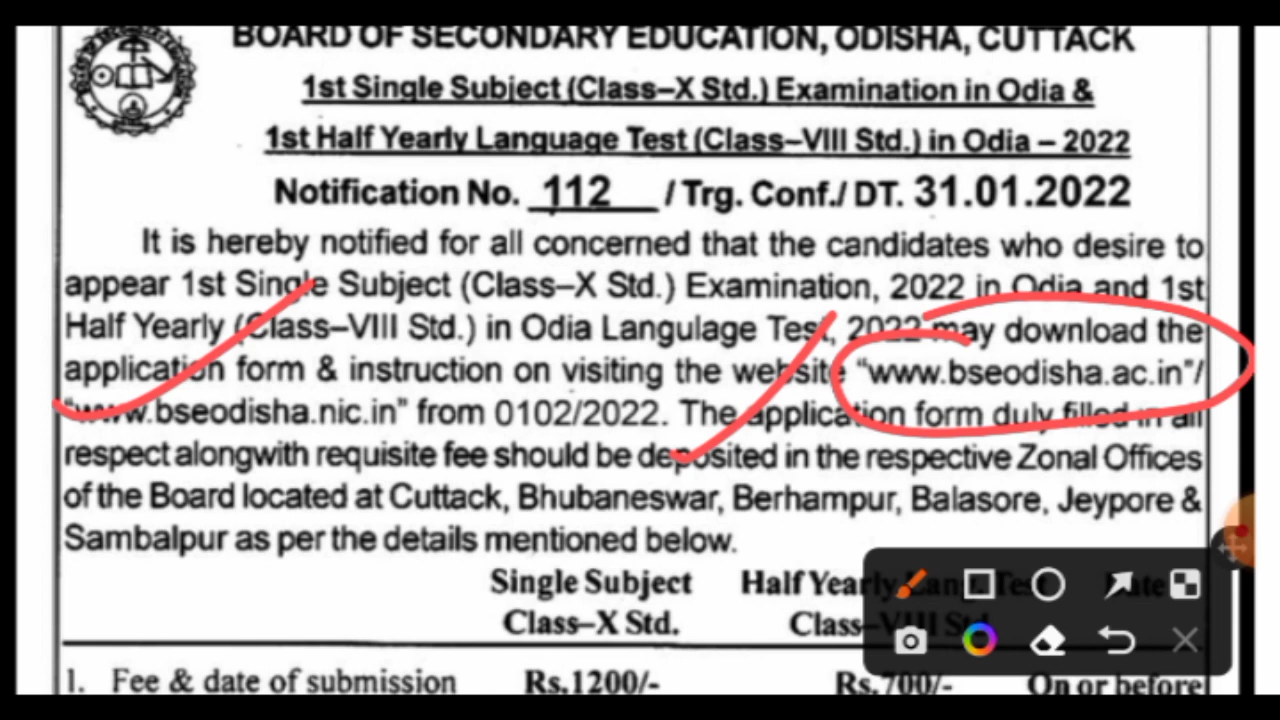 BOARD OF SECONDARY EDUCATION, ODISHA, CUTTACK
1st Single Subject (Class–X Std.) Examination in Odia &
1st Half Yearly Language Test (Class–VIII Std.) in Odia – 2022
Notification No. 112 / Trg. Conf./ DT. 31.01.2022
It is hereby notified for all concerned that the candidates who desire to
appear 1st Single Subject (Class–X Std.) Examination, 2022 in Odia and 1st
Half Yearly (Class–VIII Std.) in Odia Langulage Test, 2022 may download the
application form & instruction on visiting the website “www.bseodisha.ac.in”/
“www.bseodisha.nic.in” from 0102/2022. The application form duly filled in all
respect alongwith requisite fee should be deposited in the respective Zonal Offices
of the Board located at Cuttack, Bhubaneswar, Berhampur, Balasore, Jeypore &
Sambalpur as per the details mentioned below.
Single Subject Half Yearly Lang. Test Date
Class–X Std. Class–VIII Std.
1. Fee & date of submission Rs.1200/- Rs.700/- On or before